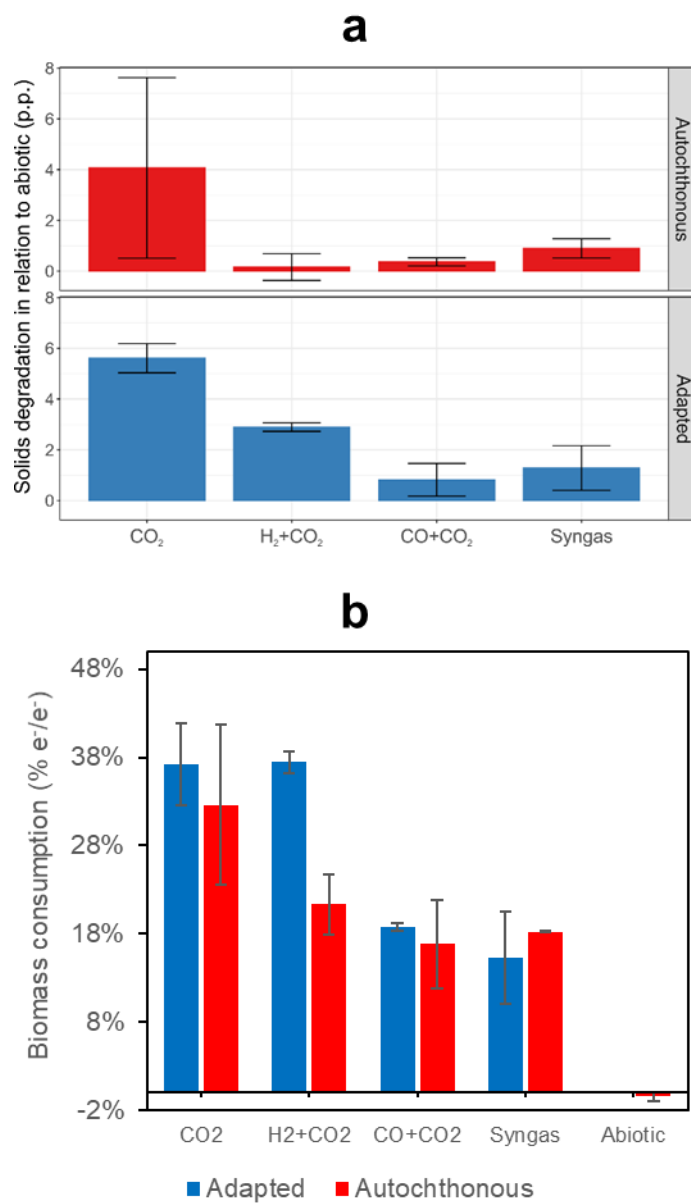 a
Solids degradation in relation to abiotic (p.p.)
8
6
4
2
0
Autochthonous
8
6
4
2
0
Adapted
CO₂
H₂+CO₂
CO+CO₂
Syngas
b
Biomass consumption (% e⁻/e⁻)
48%
38%
28%
18%
8%
-2%
CO2
H2+CO2
CO+CO2
Syngas
Abiotic
Adapted
Autochthonous